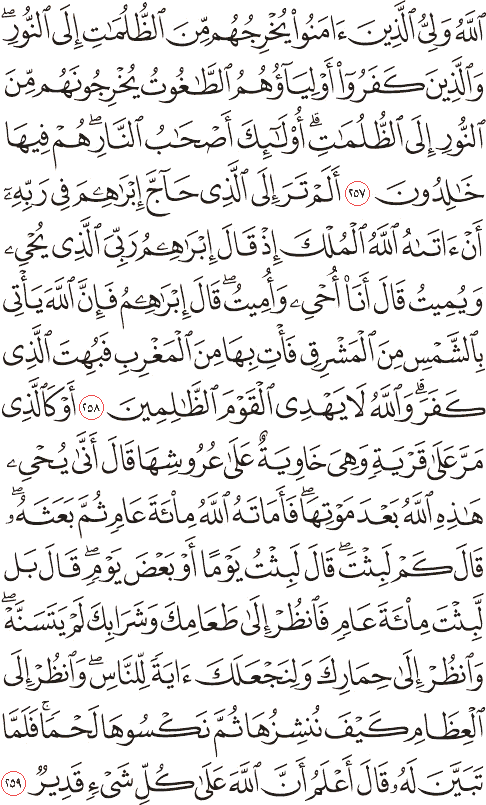 ٱللَّهُ وَلِىُّ ٱلَّذِينَ ءَامَنُوا۟ يُخْرِجُهُم مِّنَ ٱلظُّلُمَـٰتِ إِلَى ٱلنُّورِ ۖ
وَٱلَّذِينَ كَفَرُوٓا۟ أَوْلِيَآؤُهُمُ ٱلطَّـٰغُوتُ يُخْرِجُونَهُم مِّنَ
ٱلنُّورِ إِلَى ٱلظُّلُمَـٰتِ ۗ أُو۟لَـٰٓئِكَ أَصْحَـٰبُ ٱلنَّارِ ۖ هُمْ فِيهَا
خَـٰلِدُونَ ٢٥٧ أَلَمْ تَرَ إِلَى ٱلَّذِى حَآجَّ إِبْرَٰهِـۧمَ فِى رَبِّهِۦٓ
أَنْ ءَاتَىٰهُ ٱللَّهُ ٱلْمُلْكَ إِذْ قَالَ إِبْرَٰهِـۧمُ رَبِّىَ ٱلَّذِى يُحْىِۦ
وَيُمِيتُ قَالَ أَنَا۠ أُحْىِۦ وَأُمِيتُ ۖ قَالَ إِبْرَٰهِـۧمُ فَإِنَّ ٱللَّهَ يَأْتِى
بِٱلشَّمْسِ مِنَ ٱلْمَشْرِقِ فَأْتِ بِهَا مِنَ ٱلْمَغْرِبِ فَبُهِتَ ٱلَّذِى
كَفَرَ ۗ وَٱللَّهُ لَا يَهْدِى ٱلْقَوْمَ ٱلظَّـٰلِمِينَ ٢٥٨ أَوْ كَٱلَّذِى
مَرَّ عَلَىٰ قَرْيَةٍ وَهِىَ خَاوِيَةٌ عَلَىٰ عُرُوشِهَا قَالَ أَنَّىٰ يُحْىِۦ
هَـٰذِهِ ٱللَّهُ بَعْدَ مَوْتِهَا ۖ فَأَمَاتَهُ ٱللَّهُ مِا۟ئَةَ عَامٍ ثُمَّ بَعَثَهُۥ ۖ
قَالَ كَمْ لَبِثْتَ ۖ قَالَ لَبِثْتُ يَوْمًا أَوْ بَعْضَ يَوْمٍ ۖ قَالَ بَل
لَّبِثْتَ مِا۟ئَةَ عَامٍ فَٱنظُرْ إِلَىٰ طَعَامِكَ وَشَرَابِكَ لَمْ يَتَسَنَّهْ ۖ
وَٱنظُرْ إِلَىٰ حِمَارِكَ وَلِنَجْعَلَكَ ءَايَةً لِّلنَّاسِ ۖ وَٱنظُرْ إِلَى
ٱلْعِظَامِ كَيْفَ نُنشِزُهَا ثُمَّ نَكْسُوهَا لَحْمًا ۚ فَلَمَّا
تَبَيَّنَ لَهُۥ قَالَ أَعْلَمُ أَنَّ ٱللَّهَ عَلَىٰ كُلِّ شَىْءٍ قَدِيرٌ ٢٥٩